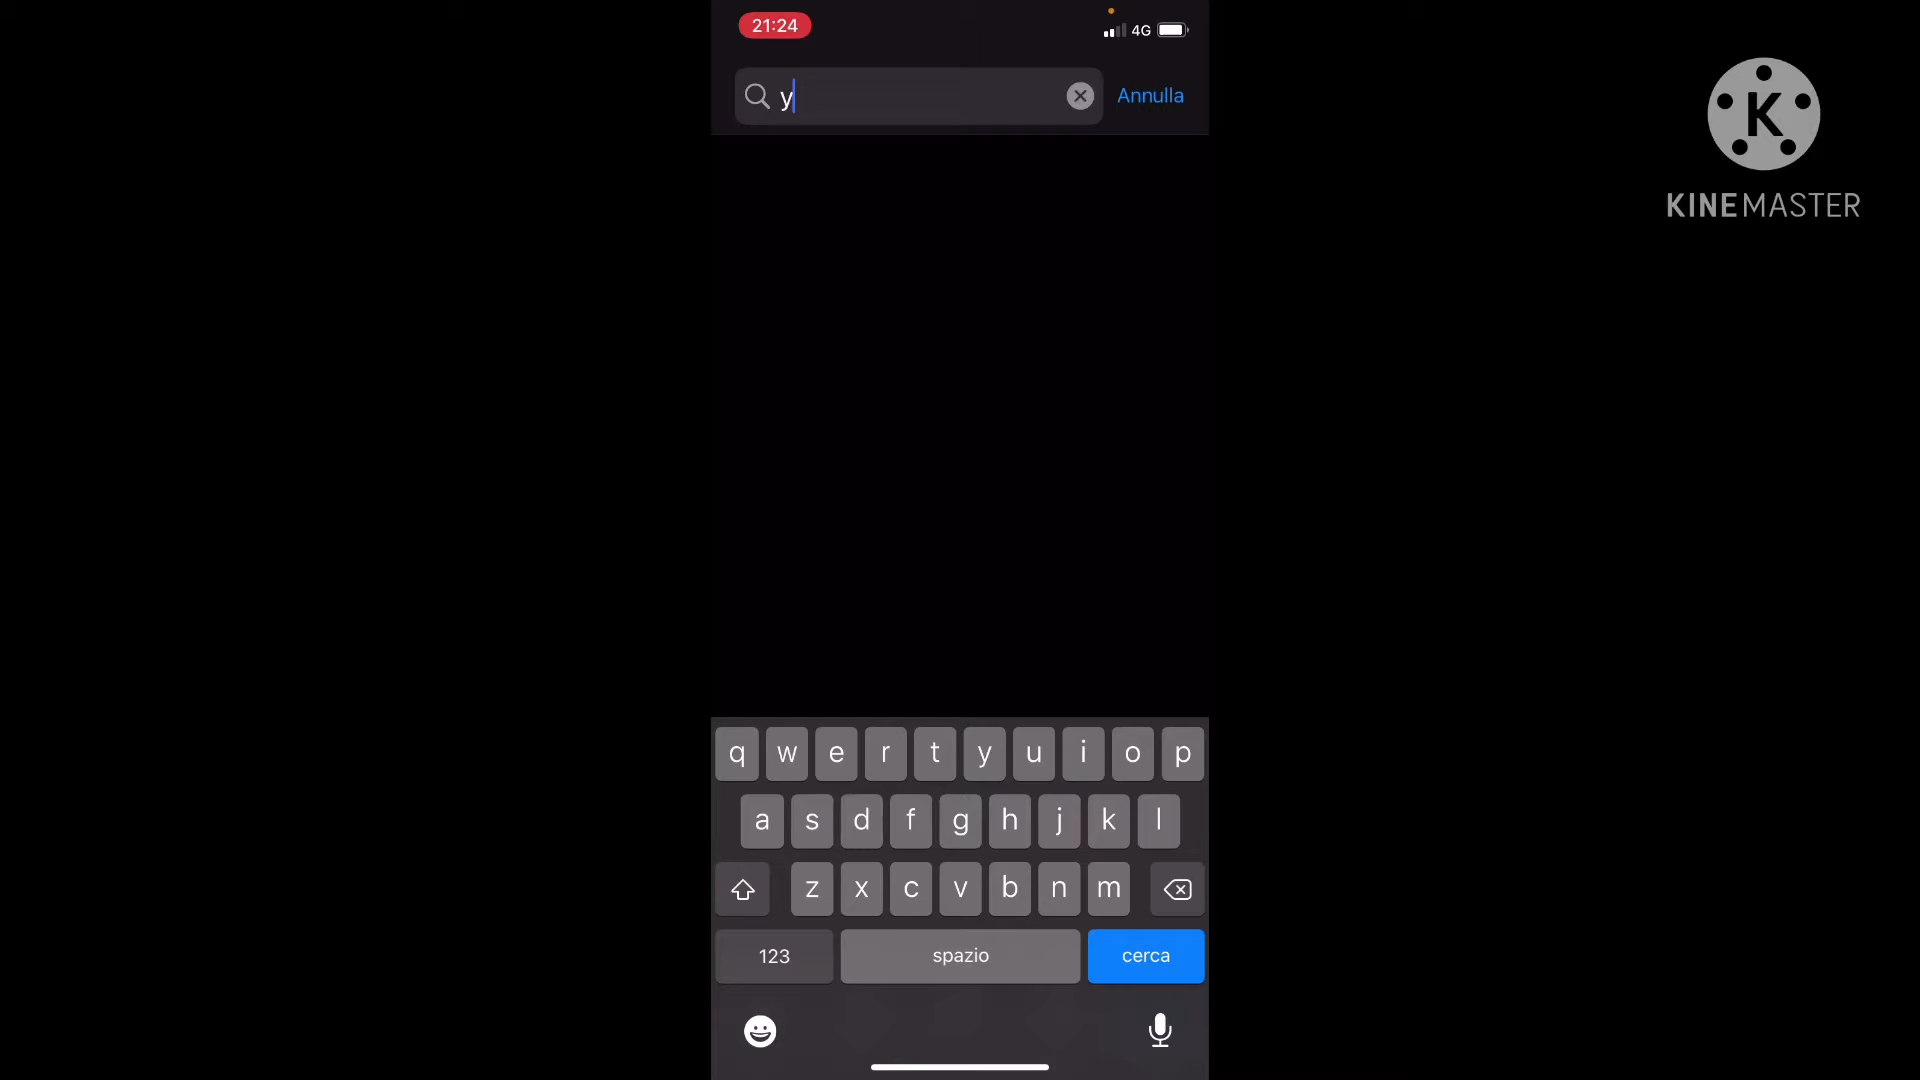 21:24
4G
y
Annulla
K
KINEMASTER
q w e r t y u i o p
a s d f g h j k l
z x c v b n m
123 spazio cerca